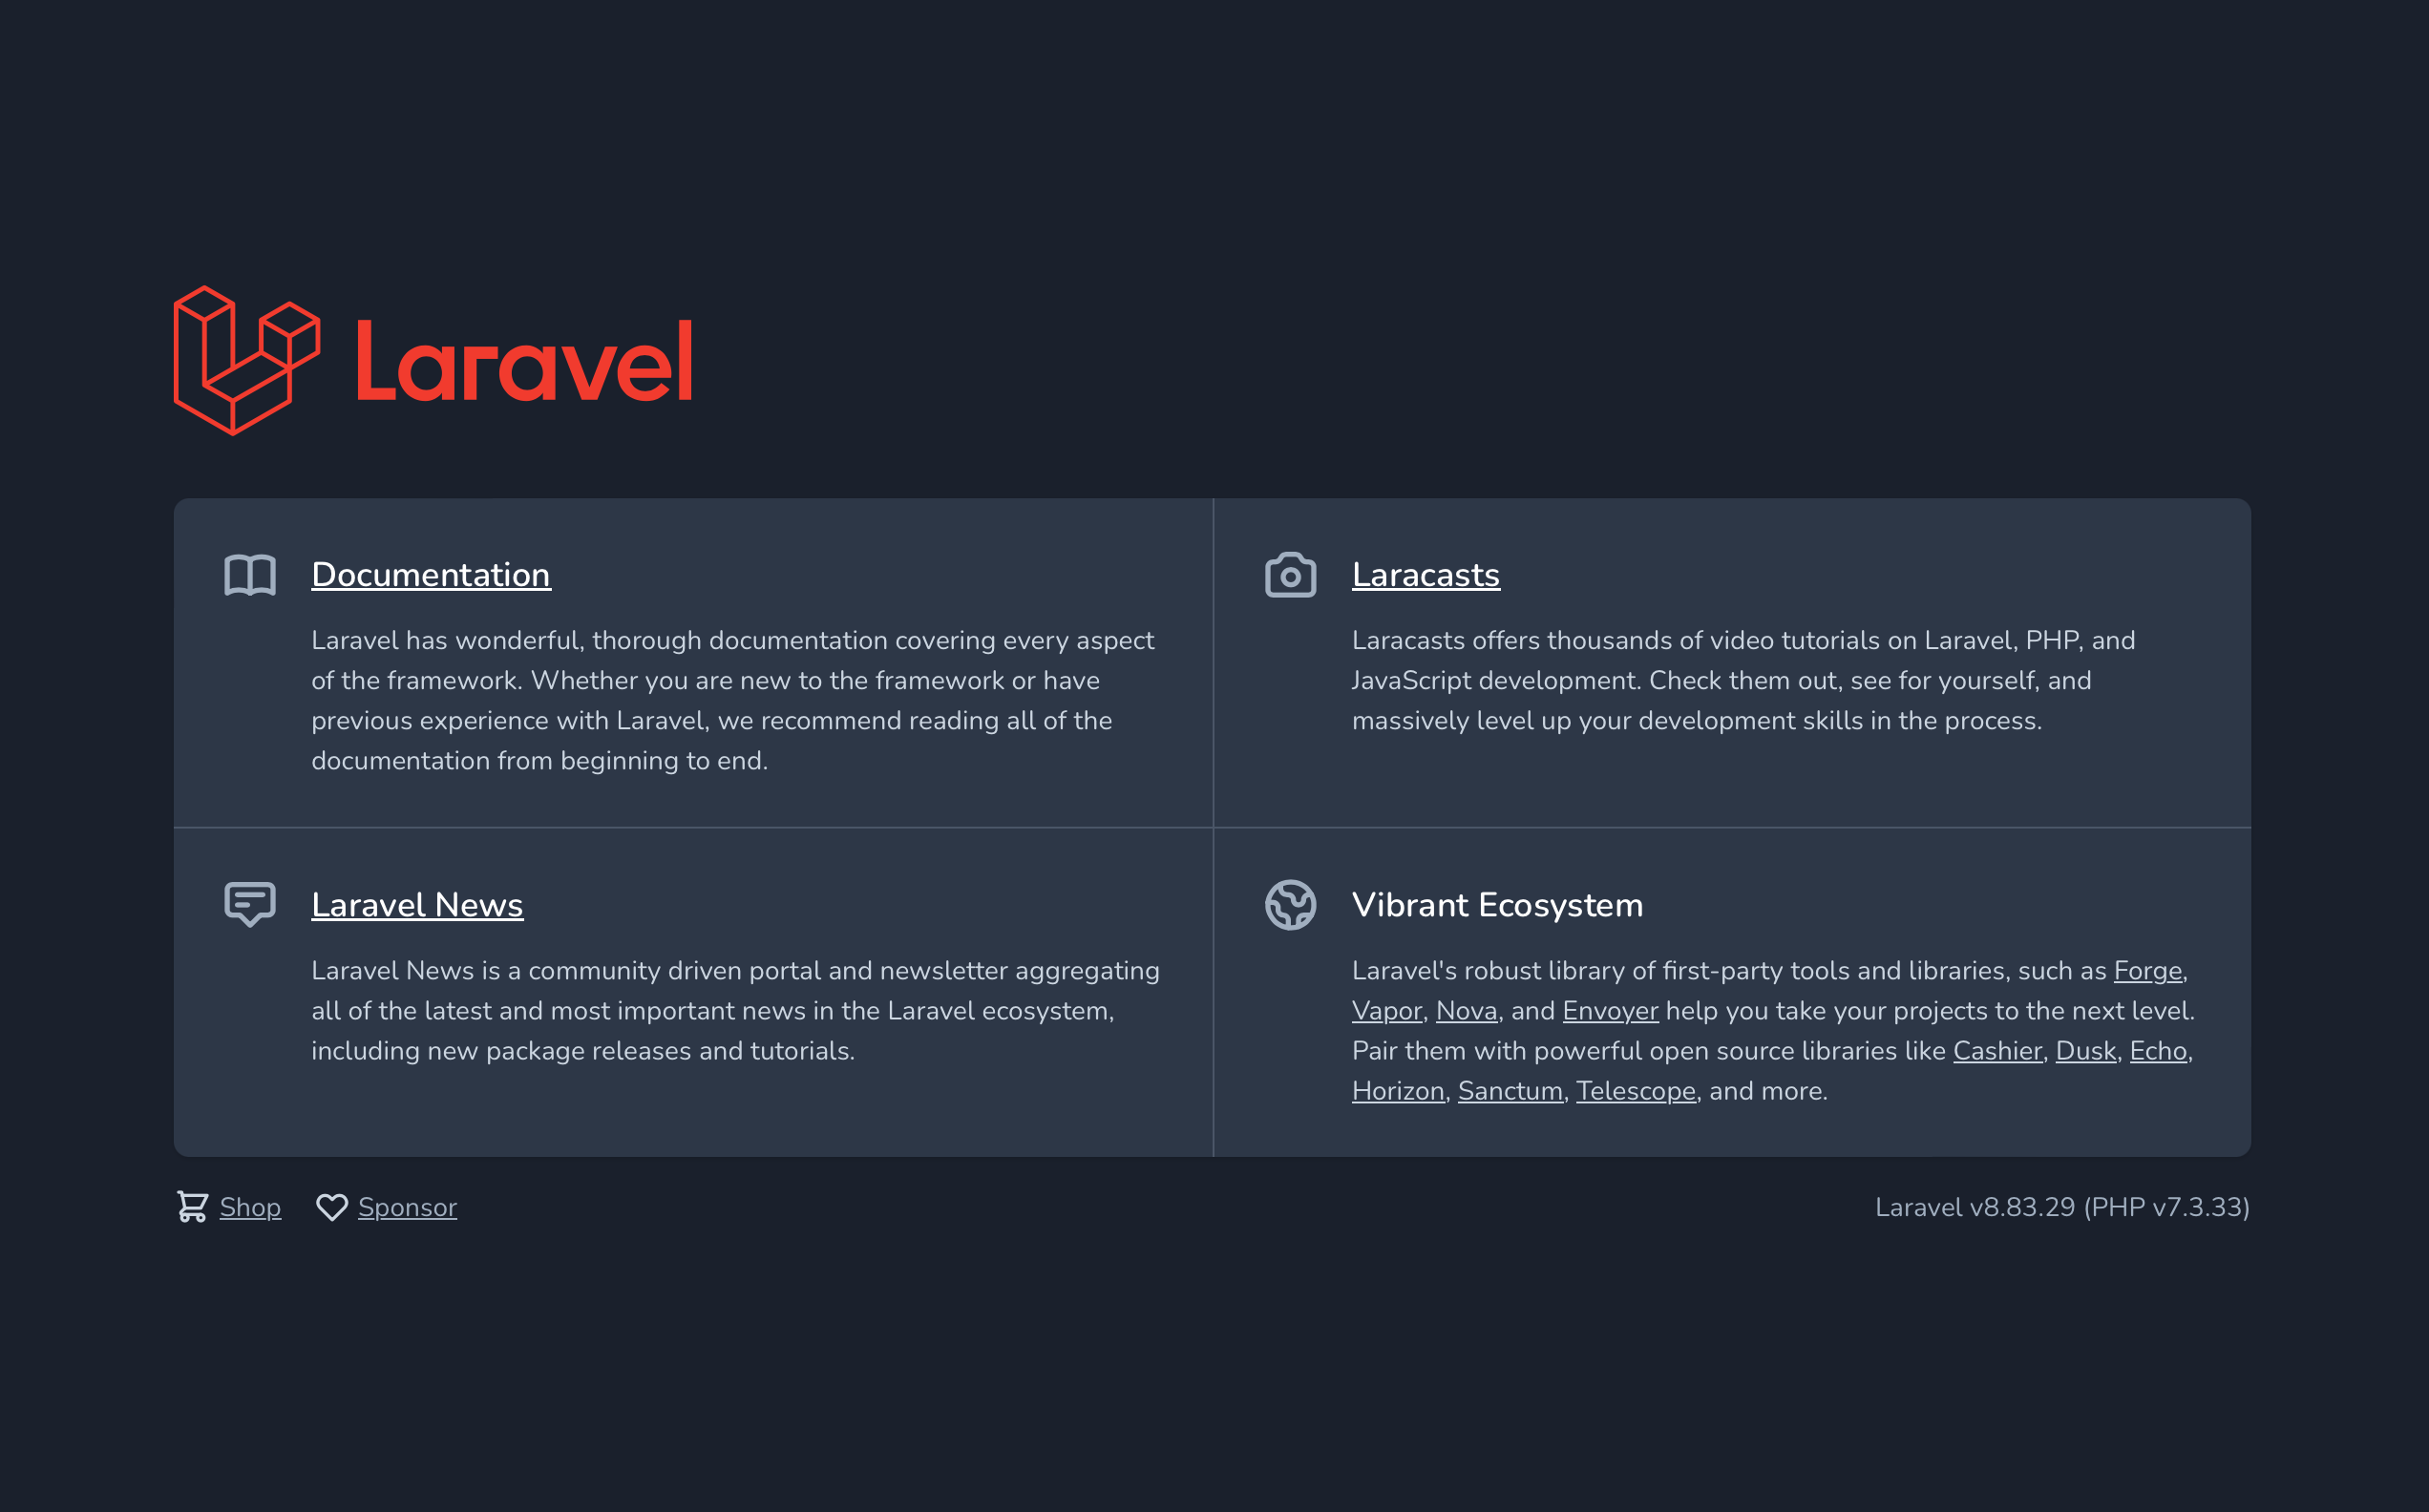 Laravel
Documentation
Laravel has wonderful, thorough documentation covering every aspect
of the framework. Whether you are new to the framework or have
previous experience with Laravel, we recommend reading all of the
documentation from beginning to end.
Laracasts
Laracasts offers thousands of video tutorials on Laravel, PHP, and
JavaScript development. Check them out, see for yourself, and
massively level up your development skills in the process.
Laravel News
Laravel News is a community driven portal and newsletter aggregating
all of the latest and most important news in the Laravel ecosystem,
including new package releases and tutorials.
Vibrant Ecosystem
Laravel's robust library of first-party tools and libraries, such as Forge,
Vapor, Nova, and Envoyer help you take your projects to the next level.
Pair them with powerful open source libraries like Cashier, Dusk, Echo,
Horizon, Sanctum, Telescope, and more.
Shop
Sponsor
Laravel v8.83.29 (PHP v7.3.33)